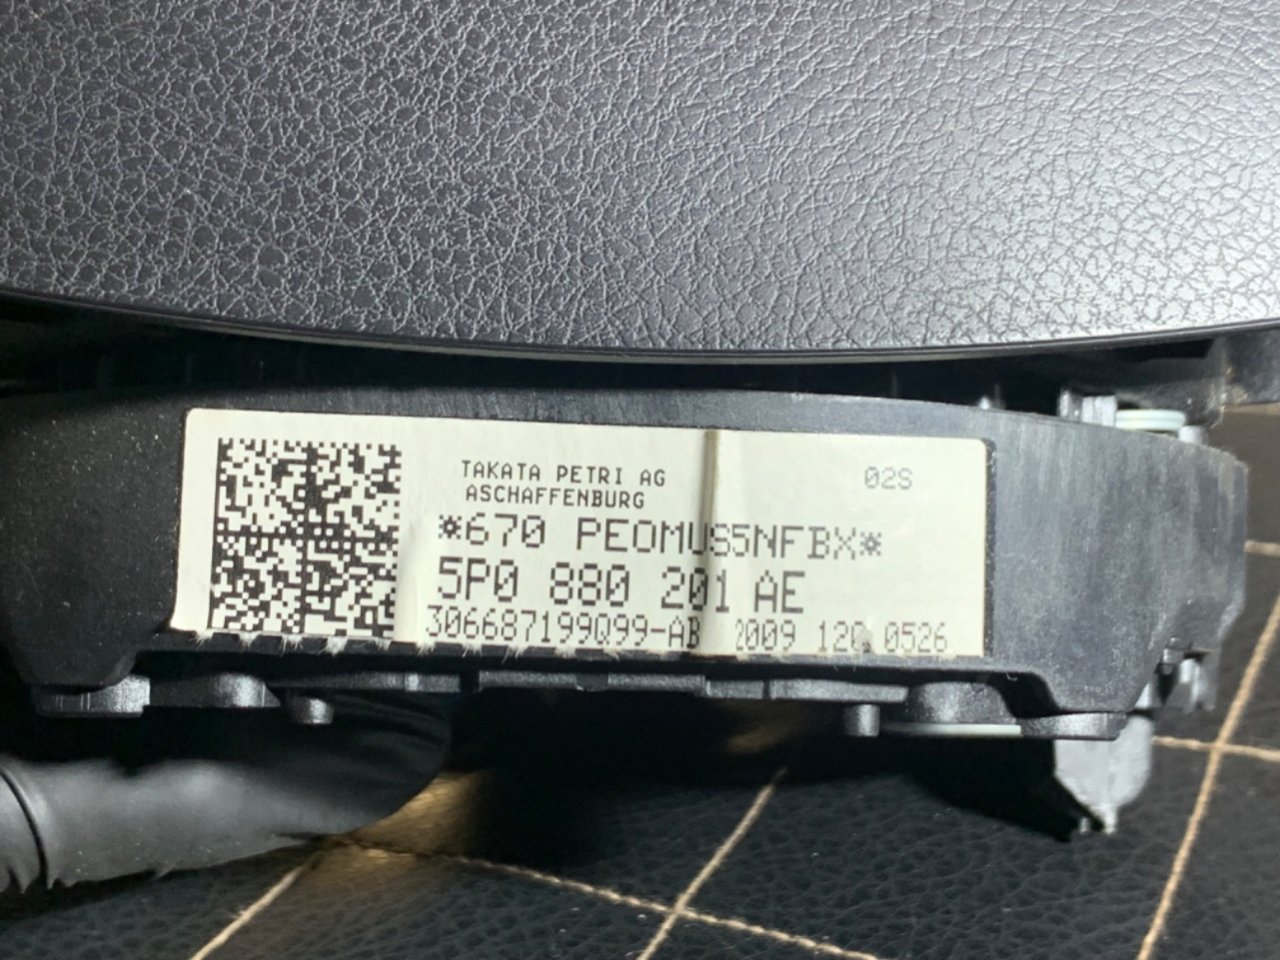 TAKATA PETRI AG
02S
ASCHAFFENBURG
*670 PEOMUS5NFBX*
5P0 880 201 AE
306687199Q99-AB 2009 120 0526